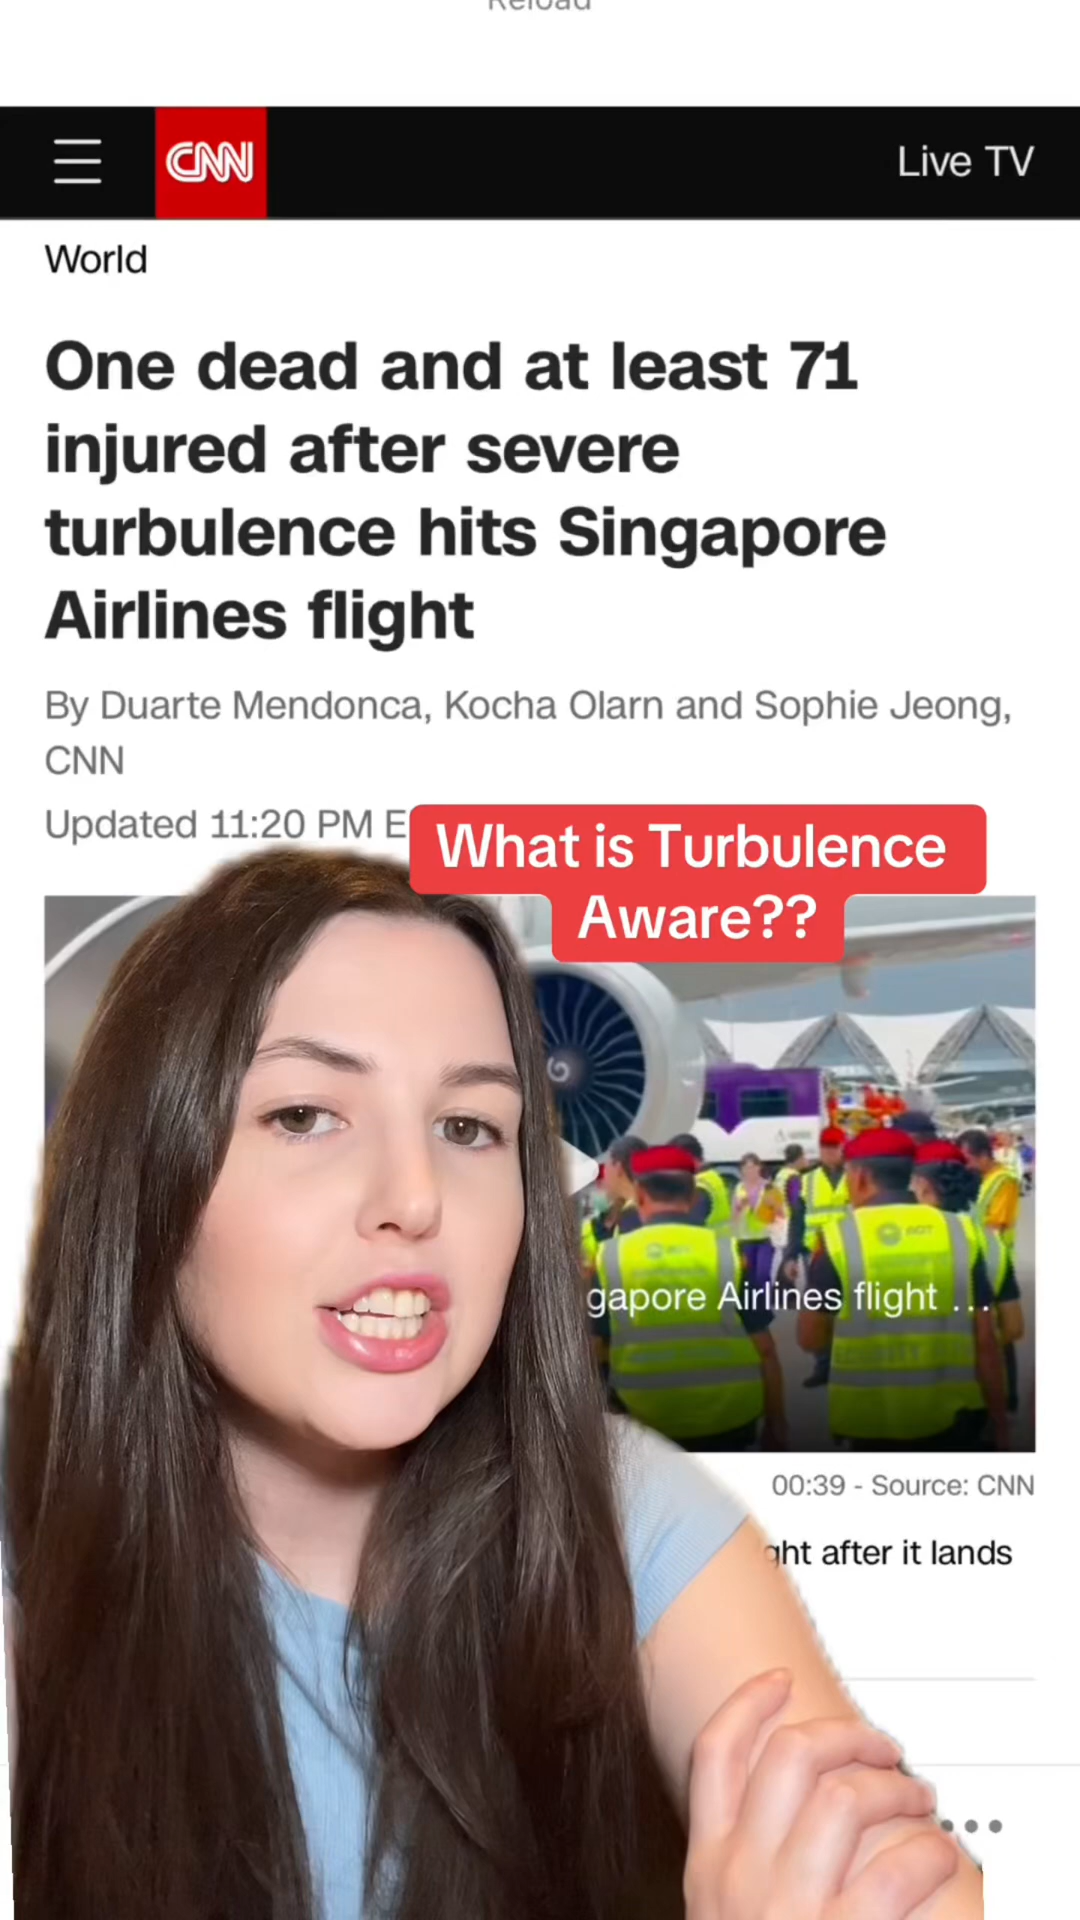 Reload
CNN
Live TV
World
One dead and at least 71
injured after severe
turbulence hits Singapore
Airlines flight
By Duarte Mendonca, Kocha Olarn and Sophie Jeong,
CNN
Updated 11:20 PM E
What is Turbulence
Aware??
gapore Airlines flight ...
00:39 - Source: CNN
ght after it lands